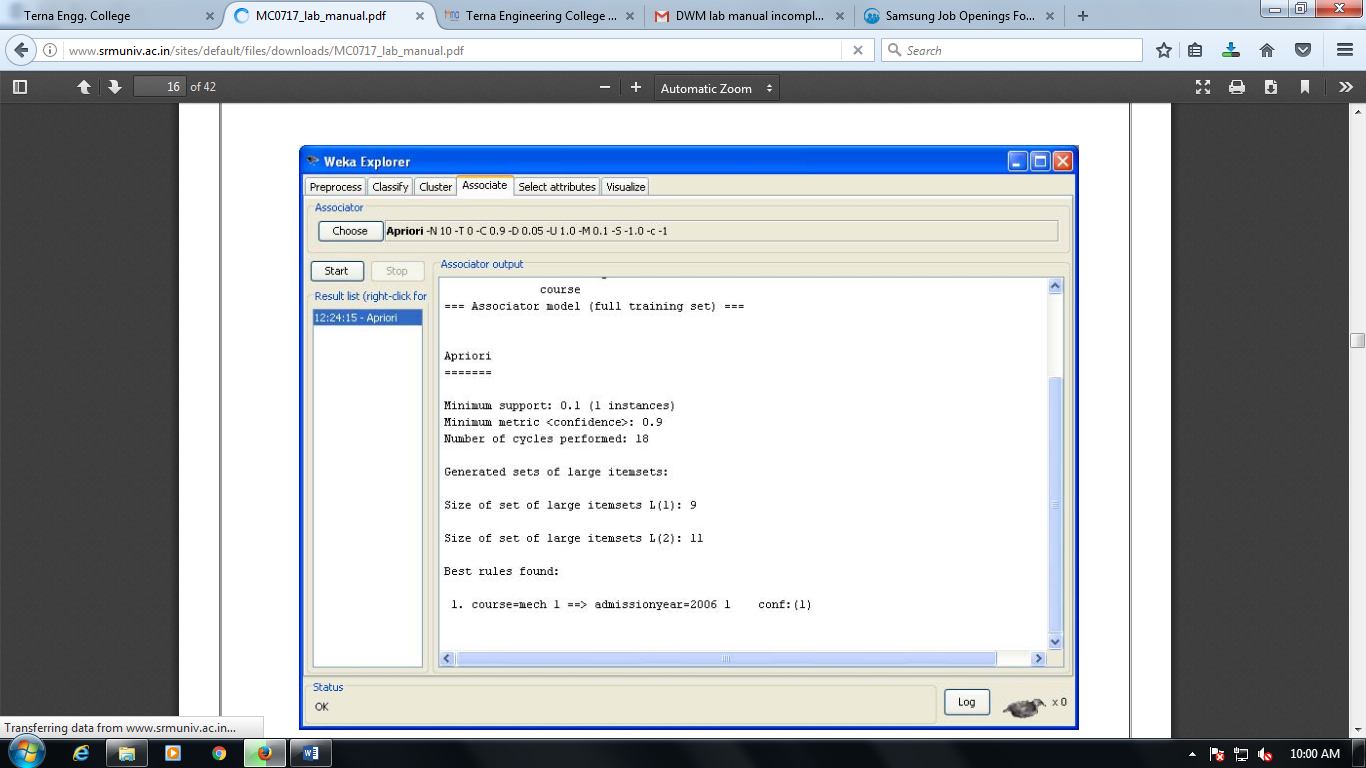 Terna Engg. College
MC0717_lab_manual.pdf
Terna Engineering College ...
DWM lab manual incompl...
Samsung Job Openings Fo...
www.srmuniv.ac.in/sites/default/files/downloads/MC0717_lab_manual.pdf
Search
16 of 42
Automatic Zoom
Weka Explorer
Preprocess Classify Cluster Associate Select attributes Visualize
Associator
Choose Apriori -N 10 -T 0 -C 0.9 -D 0.05 -U 1.0 -M 0.1 -S -1.0 -c -1
Start Stop
Result list (right-click for
12:24:15 - Apriori
Associator output
course
=== Associator model (full training set) ===
Apriori
=======
Minimum support: 0.1 (1 instances)
Minimum metric <confidence>: 0.9
Number of cycles performed: 18
Generated sets of large itemsets:
Size of set of large itemsets L(1): 9
Size of set of large itemsets L(2): 11
Best rules found:
1. course=mech 1 ==> admissionyear=2006 1 conf:(1)
Status
OK
Log
x 0
Transferring data from www.srmuniv.ac.in...
10:00 AM